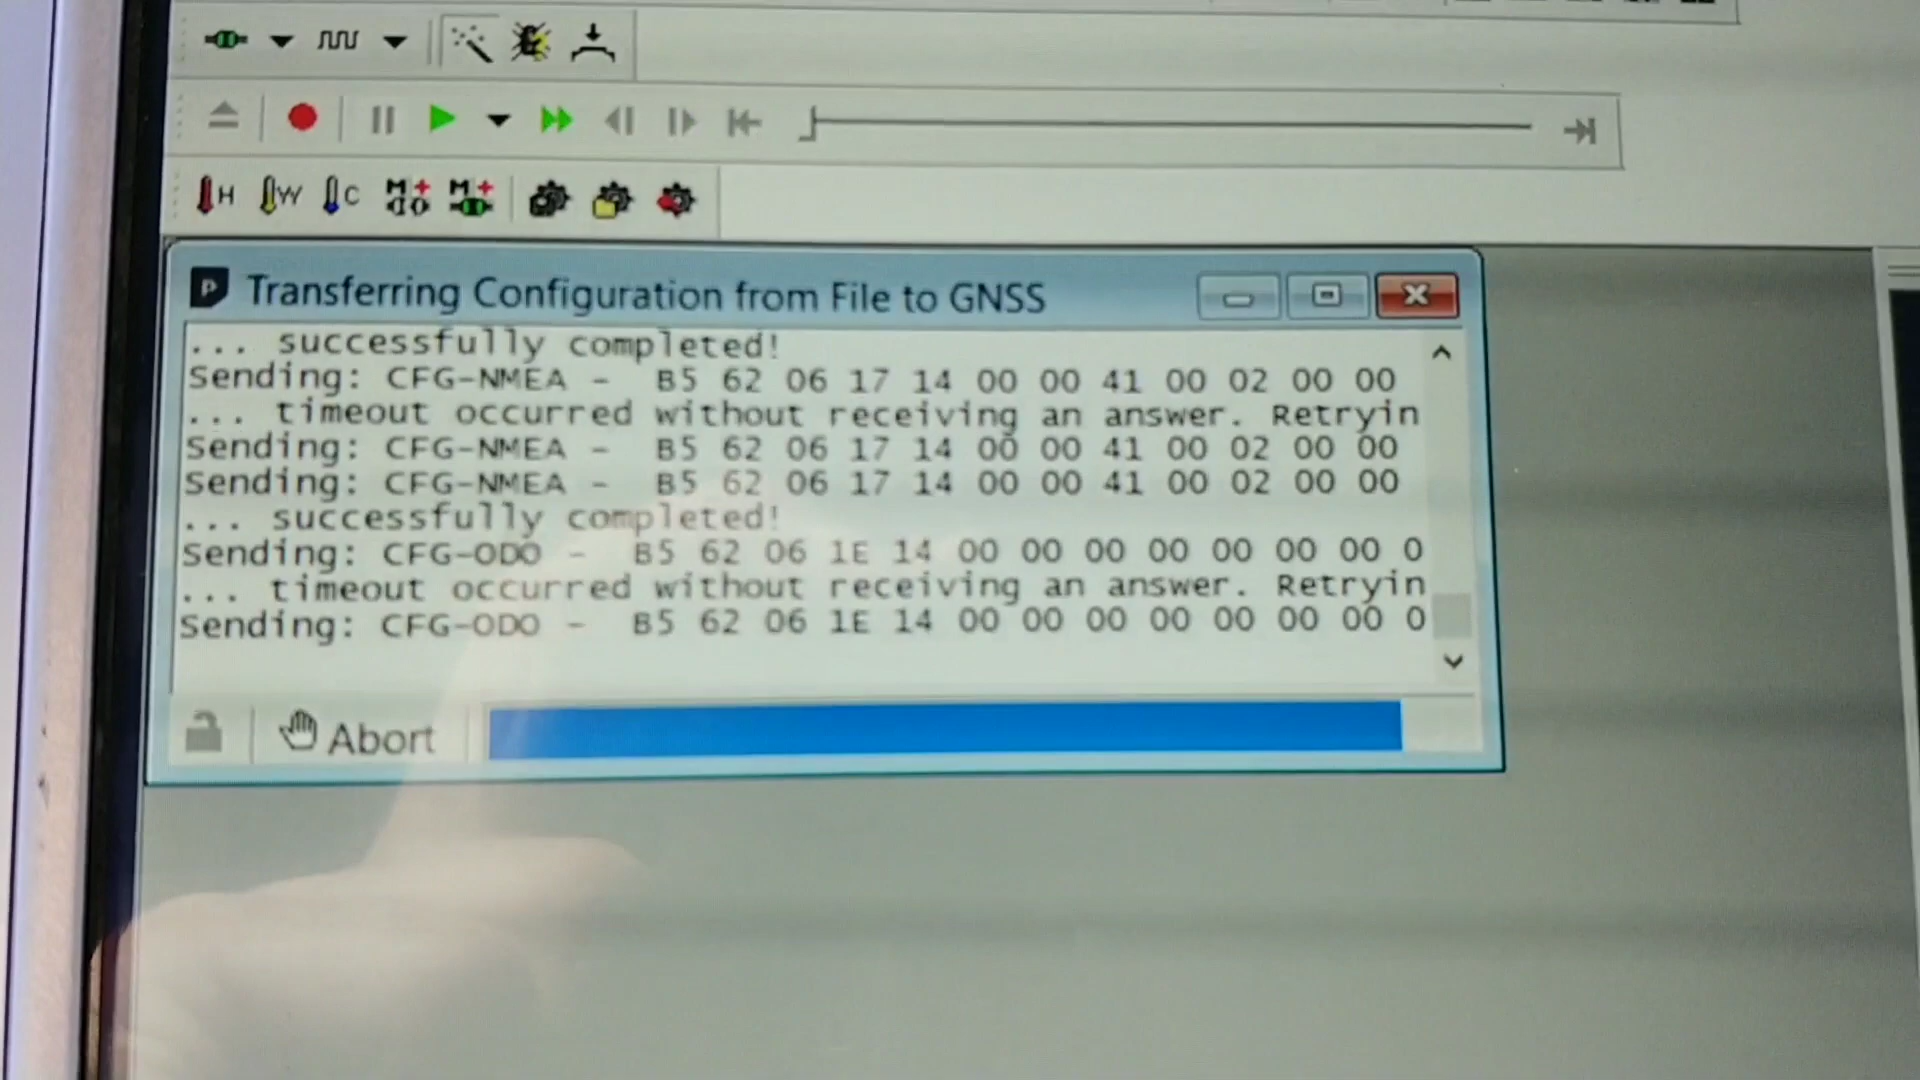 H W C
P Transferring Configuration from File to GNSS
... successfully completed!
Sending: CFG-NMEA - B5 62 06 17 14 00 00 41 00 02 00 00
... timeout occurred without receiving an answer. Retryin
Sending: CFG-NMEA - B5 62 06 17 14 00 00 41 00 02 00 00
Sending: CFG-NMEA - B5 62 06 17 14 00 00 41 00 02 00 00
... successfully completed!
Sending: CFG-ODO - B5 62 06 1E 14 00 00 00 00 00 00 00 0
... timeout occurred without receiving an answer. Retryin
Sending: CFG-ODO - B5 62 06 1E 14 00 00 00 00 00 00 00 0
Abort